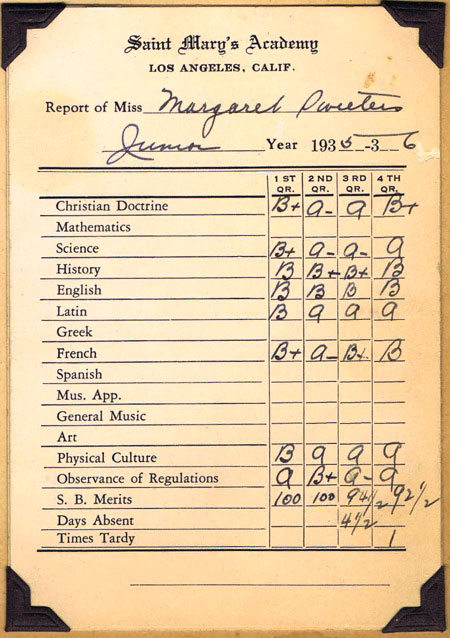 Saint Mary's Academy
LOS ANGELES, CALIF.
Report of Miss Margaret
Junior Year 1935-36
1 ST QR. 2 ND QR. 3 RD QR. 4 TH QR.
Christian Doctrine B+ a- a B+
Mathematics
Science B+ a- a- a
History B B+ B+ B
English B B B B
Latin B a a a
Greek
French B+ a- B+ B
Spanish
Mus. App.
General Music
Art
Physical Culture B a a a
Observance of Regulations a B+ a- a
S. B. Merits 100 100 94 1/2 92 1/2
Days Absent 4 1/2
Times Tardy 1